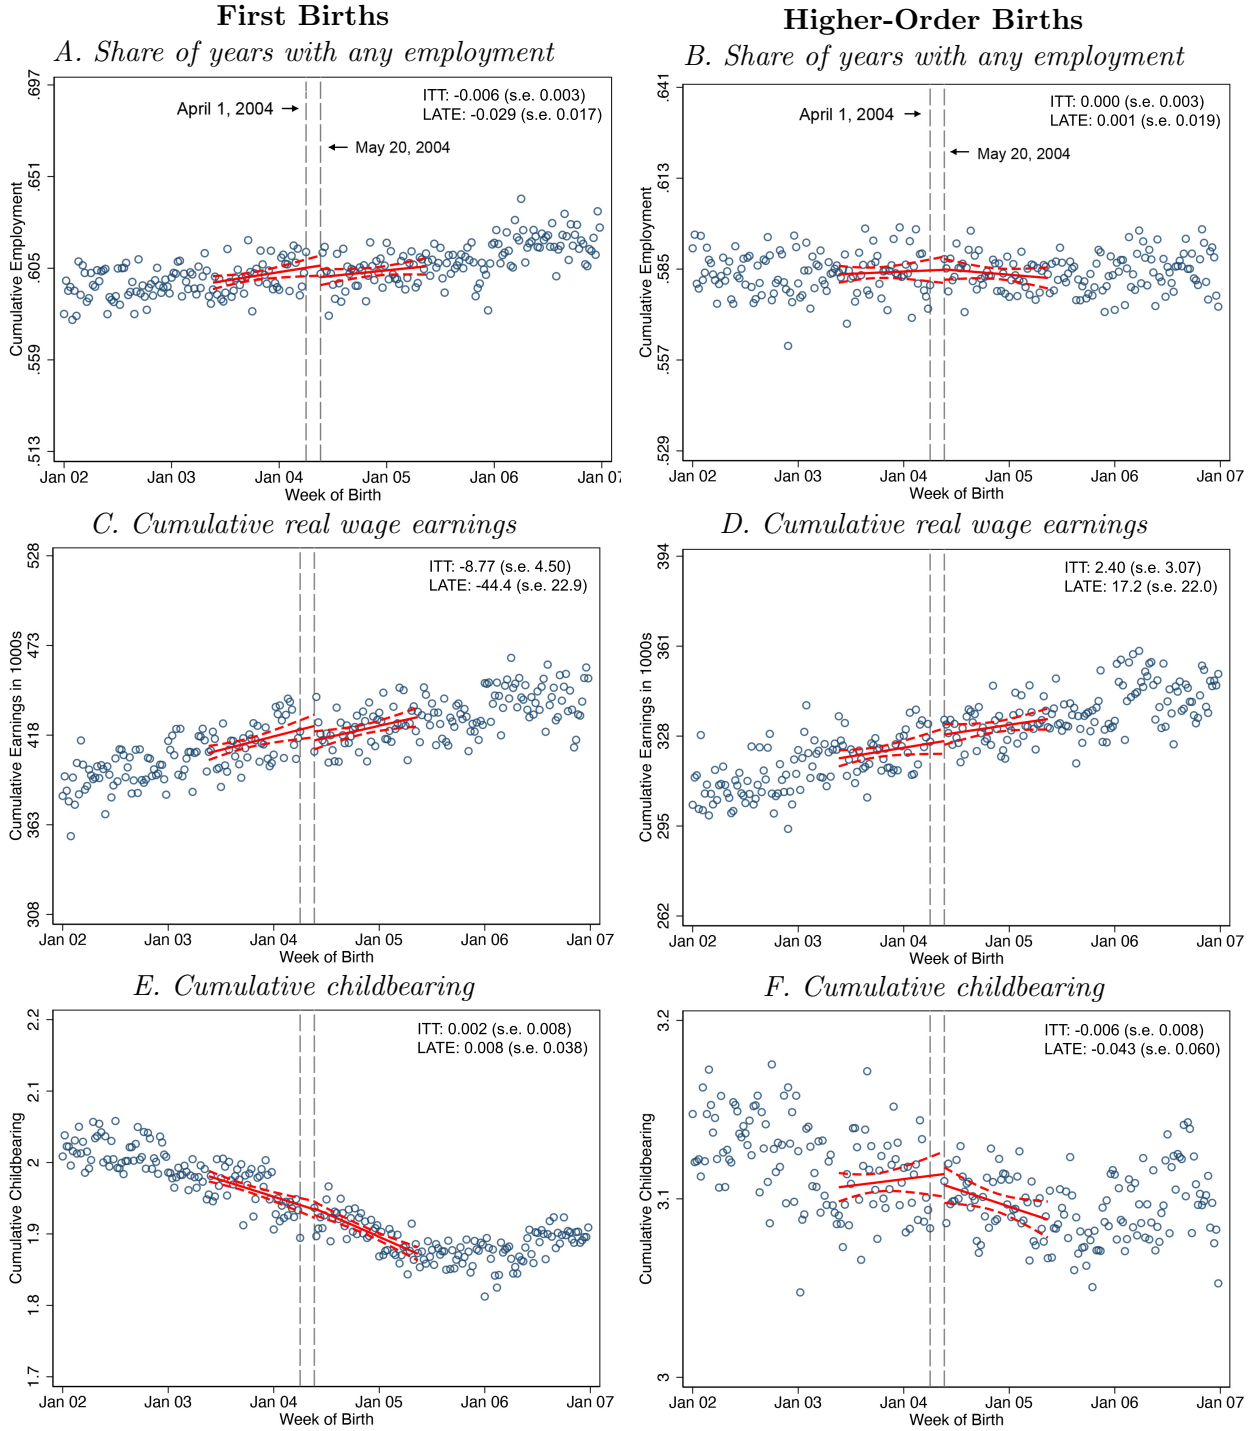 First Births
Higher-Order Births
A. Share of years with any employment
B. Share of years with any employment
ITT: -0.006 (s.e. 0.003)
LATE: -0.029 (s.e. 0.017)
April 1, 2004
May 20, 2004
Cumulative Employment
.697
.651
.605
.559
.513
Jan 02
Jan 03
Jan 04
Jan 05
Jan 06
Jan 07
Week of Birth
ITT: 0.000 (s.e. 0.003)
LATE: 0.001 (s.e. 0.019)
April 1, 2004
May 20, 2004
Cumulative Employment
.641
.613
.585
.557
.529
Jan 02
Jan 03
Jan 04
Jan 05
Jan 06
Jan 07
Week of Birth
C. Cumulative real wage earnings
D. Cumulative real wage earnings
ITT: -8.77 (s.e. 4.50)
LATE: -44.4 (s.e. 22.9)
Cumulative Earnings in 1000s
528
473
418
363
308
Jan 02
Jan 03
Jan 04
Jan 05
Jan 06
Jan 07
Week of Birth
ITT: 2.40 (s.e. 3.07)
LATE: 17.2 (s.e. 22.0)
Cumulative Earnings in 1000s
394
361
328
295
262
Jan 02
Jan 03
Jan 04
Jan 05
Jan 06
Jan 07
Week of Birth
E. Cumulative childbearing
F. Cumulative childbearing
ITT: 0.002 (s.e. 0.008)
LATE: 0.008 (s.e. 0.038)
Cumulative Childbearing
2.2
2.1
2
1.9
1.8
1.7
Jan 02
Jan 03
Jan 04
Jan 05
Jan 06
Jan 07
Week of Birth
ITT: -0.006 (s.e. 0.008)
LATE: -0.043 (s.e. 0.060)
Cumulative Childbearing
3.2
3.1
3
Jan 02
Jan 03
Jan 04
Jan 05
Jan 06
Jan 07
Week of Birth